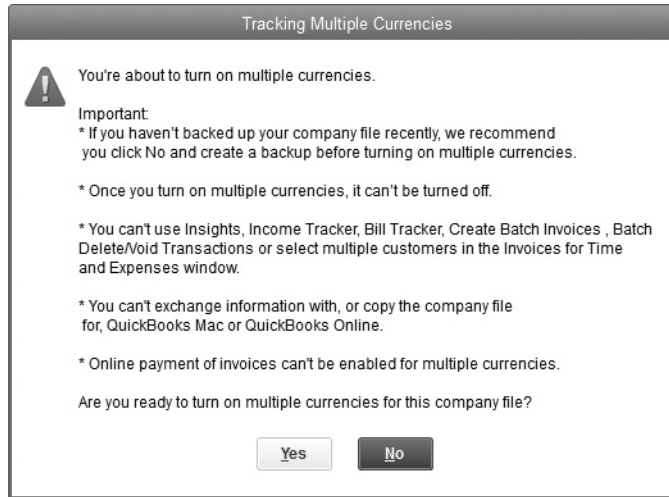 Tracking Multiple Currencies
You're about to turn on multiple currencies.
Important:
* If you haven't backed up your company file recently, we recommend
you click No and create a backup before turning on multiple currencies.
* Once you turn on multiple currencies, it can't be turned off.
* You can't use Insights, Income Tracker, Bill Tracker, Create Batch Invoices , Batch
Delete/Void Transactions or select multiple customers in the Invoices for Time
and Expenses window.
* You can't exchange information with, or copy the company file
for, QuickBooks Mac or QuickBooks Online.
* Online payment of invoices can't be enabled for multiple currencies.
Are you ready to turn on multiple currencies for this company file?
Yes No